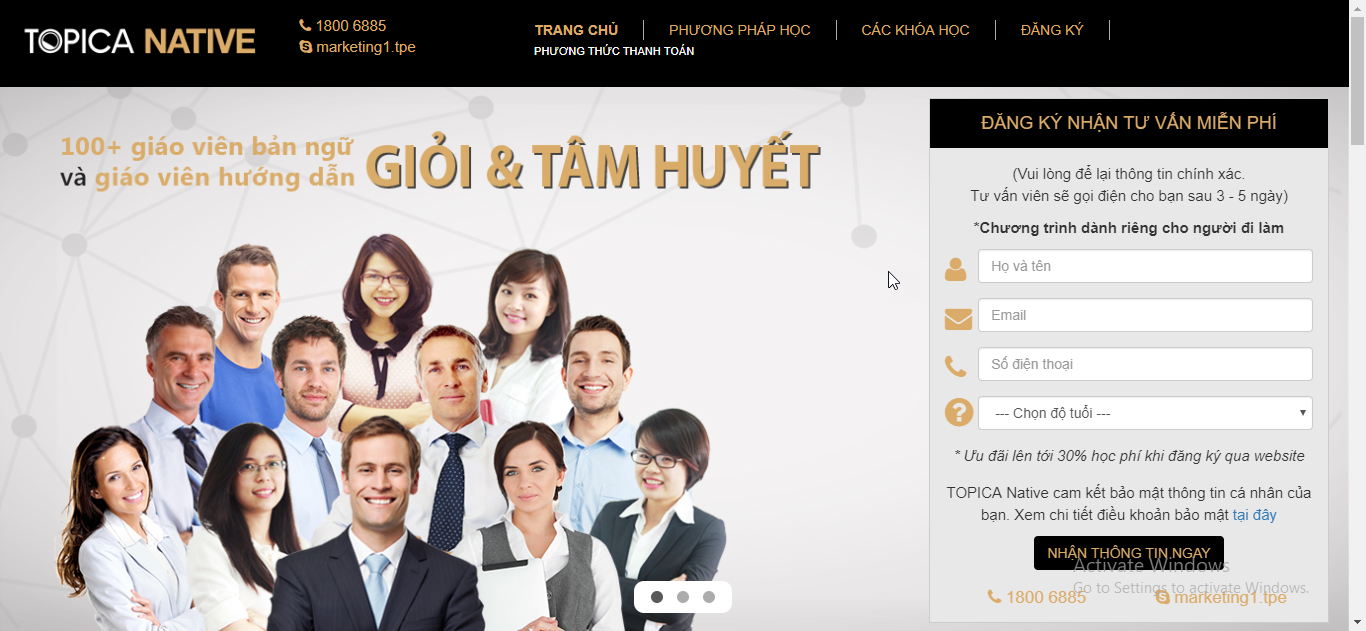 TOPICA NATIVE
1800 6885
marketing1.tpe
TRANG CHỦ
PHƯƠNG PHÁP HỌC
CÁC KHÓA HỌC
ĐĂNG KÝ
PHƯƠNG THỨC THANH TOÁN
100+ giáo viên bản ngữ
và giáo viên hướng dẫn
GIỎI & TÂM HUYẾT
ĐĂNG KÝ NHẬN TƯ VẤN MIỄN PHÍ
(Vui lòng để lại thông tin chính xác.
Tư vấn viên sẽ gọi điện cho bạn sau 3 - 5 ngày)
*Chương trình dành riêng cho người đi làm
Họ và tên
Email
Số điện thoại
--- Chọn độ tuổi ---
* Ưu đãi lên tới 30% học phí khi đăng ký qua website
TOPICA Native cam kết bảo mật thông tin cá nhân của
bạn. Xem chi tiết điều khoản bảo mật tại đây
NHẬN THÔNG TIN NGAY
Activate Windows
Go to Settings to activate Windows.
1800 6885
marketing1.tpe